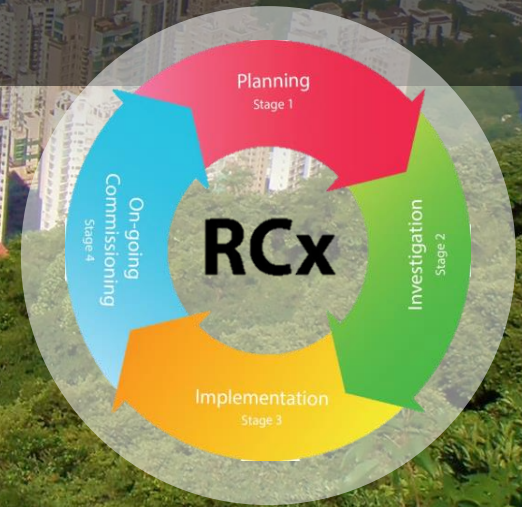 Planning
Stage 1
Investigation
Stage 2
Implementation
Stage 3
On-going
Commissioning
Stage 4
RCx